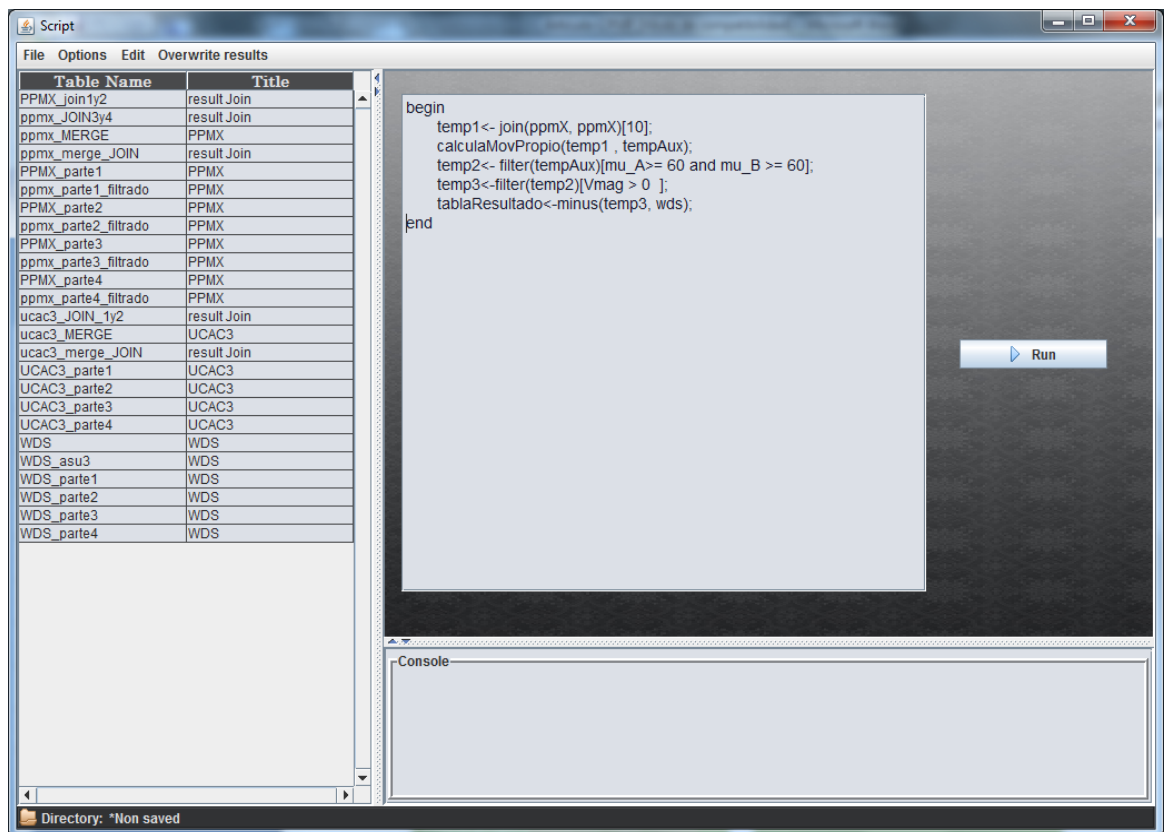 Script
File Options Edit Overwrite results
Table Name Title
PPMX_join1y2 result Join
ppmx_JOIN3y4 result Join
ppmx_MERGE PPMX
ppmx_merge_JOIN result Join
PPMX_parte1 PPMX
ppmx_parte1_filtrado PPMX
PPMX_parte2 PPMX
ppmx_parte2_filtrado PPMX
PPMX_parte3 PPMX
ppmx_parte3_filtrado PPMX
PPMX_parte4 PPMX
ppmx_parte4_filtrado PPMX
ucac3_JOIN_1y2 result Join
ucac3_MERGE UCAC3
ucac3_merge_JOIN result Join
UCAC3_parte1 UCAC3
UCAC3_parte2 UCAC3
UCAC3_parte3 UCAC3
UCAC3_parte4 UCAC3
WDS WDS
WDS_asu3 WDS
WDS_parte1 WDS
WDS_parte2 WDS
WDS_parte3 WDS
WDS_parte4 WDS
begin
temp1<- join(ppmX, ppmX)[10];
calculaMovPropio(temp1 , tempAux);
temp2<- filter(tempAux)[mu_A>= 60 and mu_B >= 60];
temp3<-filter(temp2)[Vmag > 0 ];
tablaResultado<-minus(temp3, wds);
end
Run
Console
Directory: *Non saved